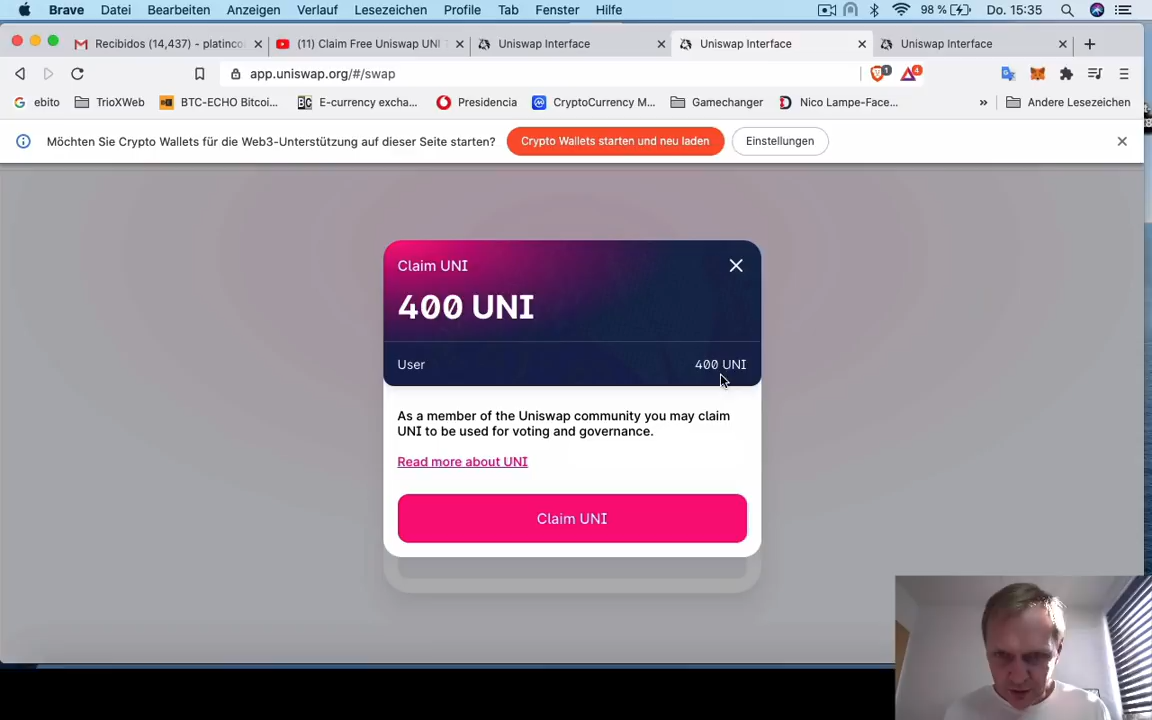 Brave Datei Bearbeiten Anzeigen Verlauf Lesezeichen Profile Tab Fenster Hilfe 98 % Do. 15:35
Recibidos (14,437) - platinco (11) Claim Free Uniswap UNI Uniswap Interface Uniswap Interface Uniswap Interface
app.uniswap.org/#/swap 1 4
ebito TrioXWeb BTC-ECHO Bitcoi... E-currency excha... Presidencia CryptoCurrency M... Gamechanger Nico Lampe-Face... » Andere Lesezeichen
Möchten Sie Crypto Wallets für die Web3-Unterstützung auf dieser Seite starten? Crypto Wallets starten und neu laden Einstellungen
Claim UNI
400 UNI
User 400 UNI
As a member of the Uniswap community you may claim
UNI to be used for voting and governance.
Read more about UNI
Claim UNI